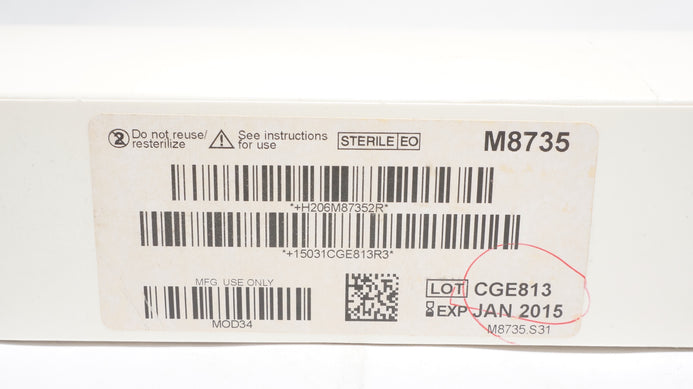 2 Do not reuse/
resterilize
See instructions
for use
STERILE EO
M8735
*+H206M87352R*
*+15031CGE813R3*
MFG. USE ONLY
MOD34
LOT CGE813
EXP JAN 2015
M8735.S31